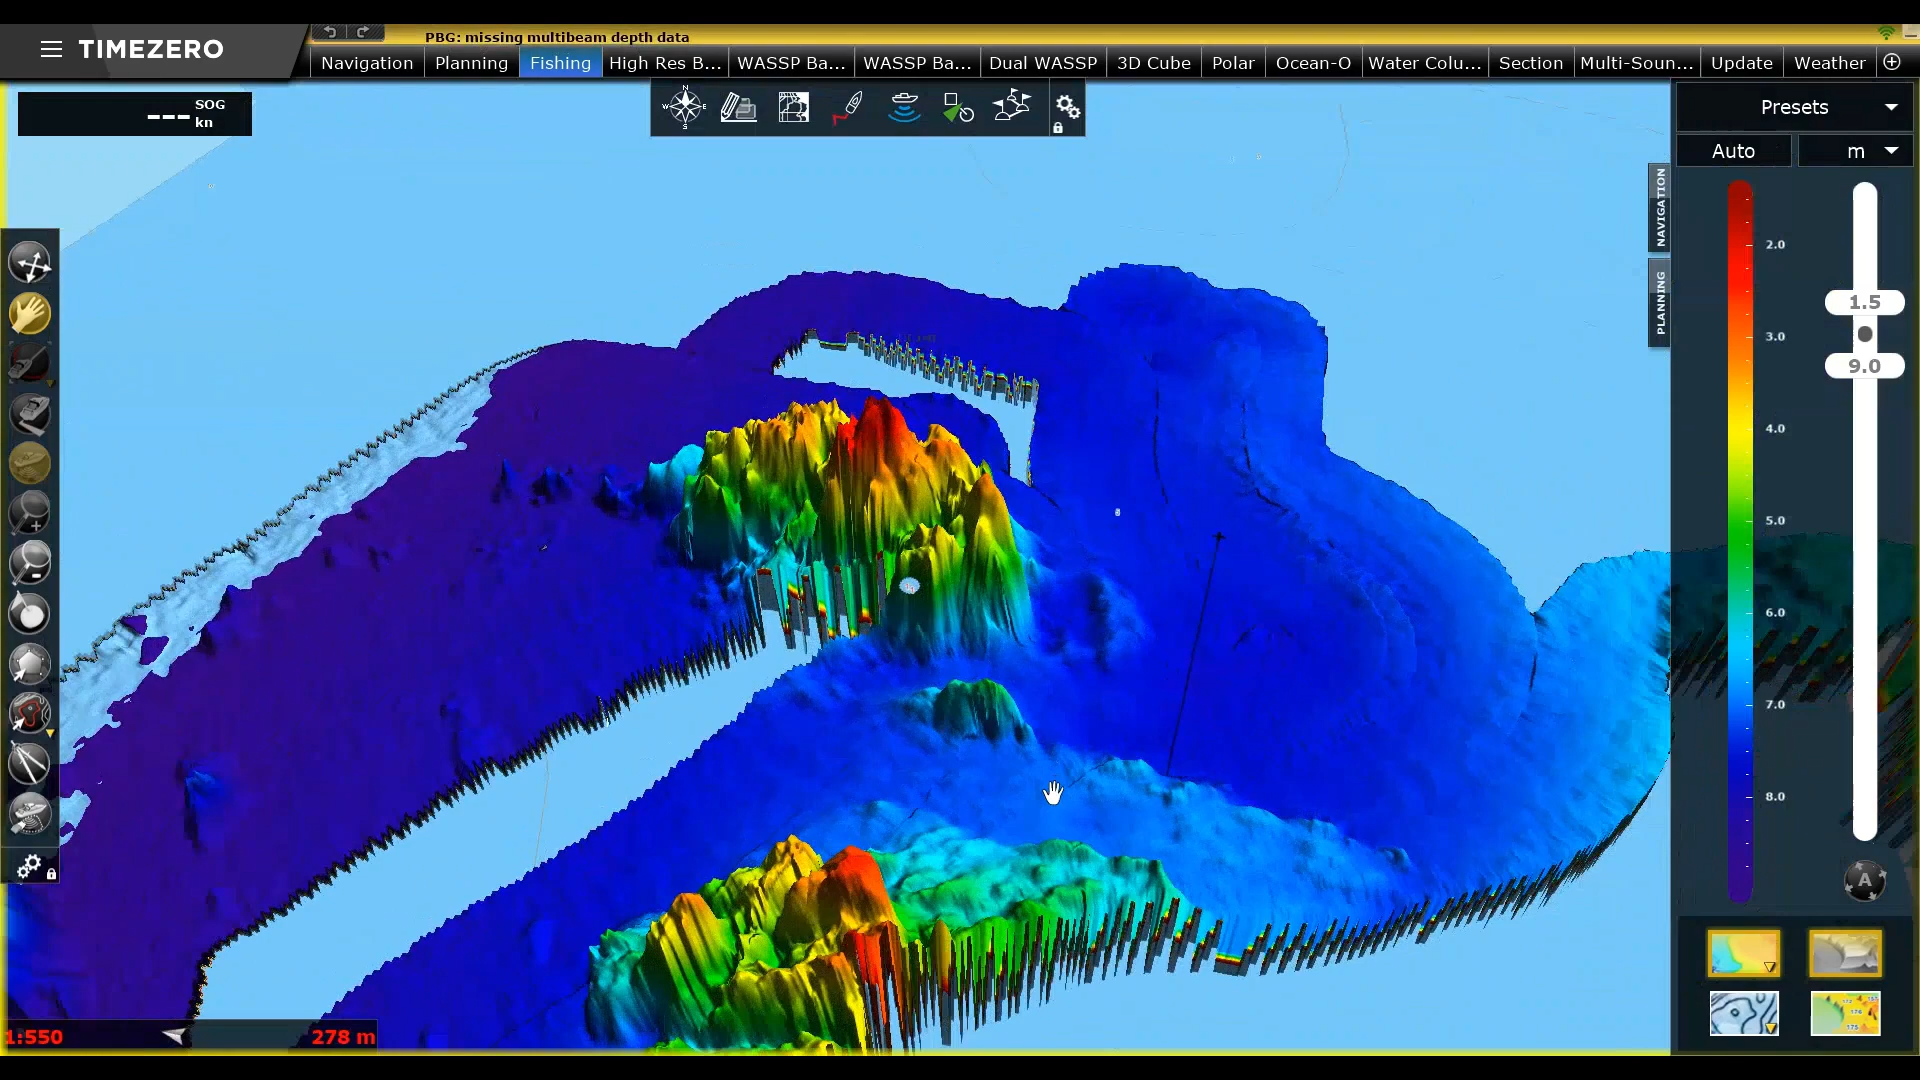 TIMEZERO
PBG: missing multibeam depth data
Navigation
Planning
Fishing
High Res B...
WASSP Ba...
WASSP Ba...
Dual WASSP
3D Cube
Polar
Ocean-O
Water Colu...
Section
Multi-Soun...
Update
Weather
--- SOG
kn
W E
S
Presets
Auto
m
NAVIGATION
PLANNING
2.0
3.0
4.0
5.0
6.0
7.0
8.0
1.5
9.0
A
1:550
278 m